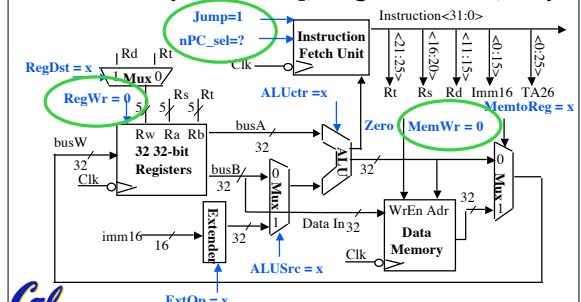 Jump=1
nPC_sel=?
Instruction<31:0>
Instruction
Fetch Unit
Clk
Rd Rt
RegDst = x
1 Mux 0
<21:25>
<16:20>
<11:15>
<0:15>
<0:25>
Rt Rs Rd Imm16 TA26
RegWr = 0
5 5 5
Rs Rt
ALUctr =x
MemtoReg = x
Zero
MemWr = 0
busA
Rw Ra Rb
busW
32
32 32-bit
Registers
32
busB
32
ALU
32
0
Mux
1
0
Mux
1
Clk
32
WrEn Adr
Data In32
Data
Memory
imm16
16
Extender
32
Clk
ALUSrc = x
ExtOp = x
Cal